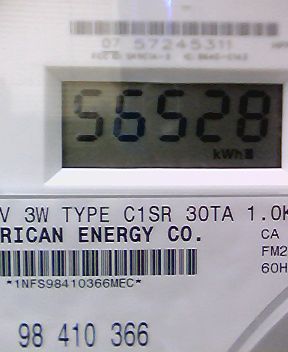 07 57245311
56528
kWh
V 3W TYPE C1SR 30TA 1.0K
RICAN ENERGY CO.
CA
FM2
60H
*1NFS98410366MEC*
98 410 366